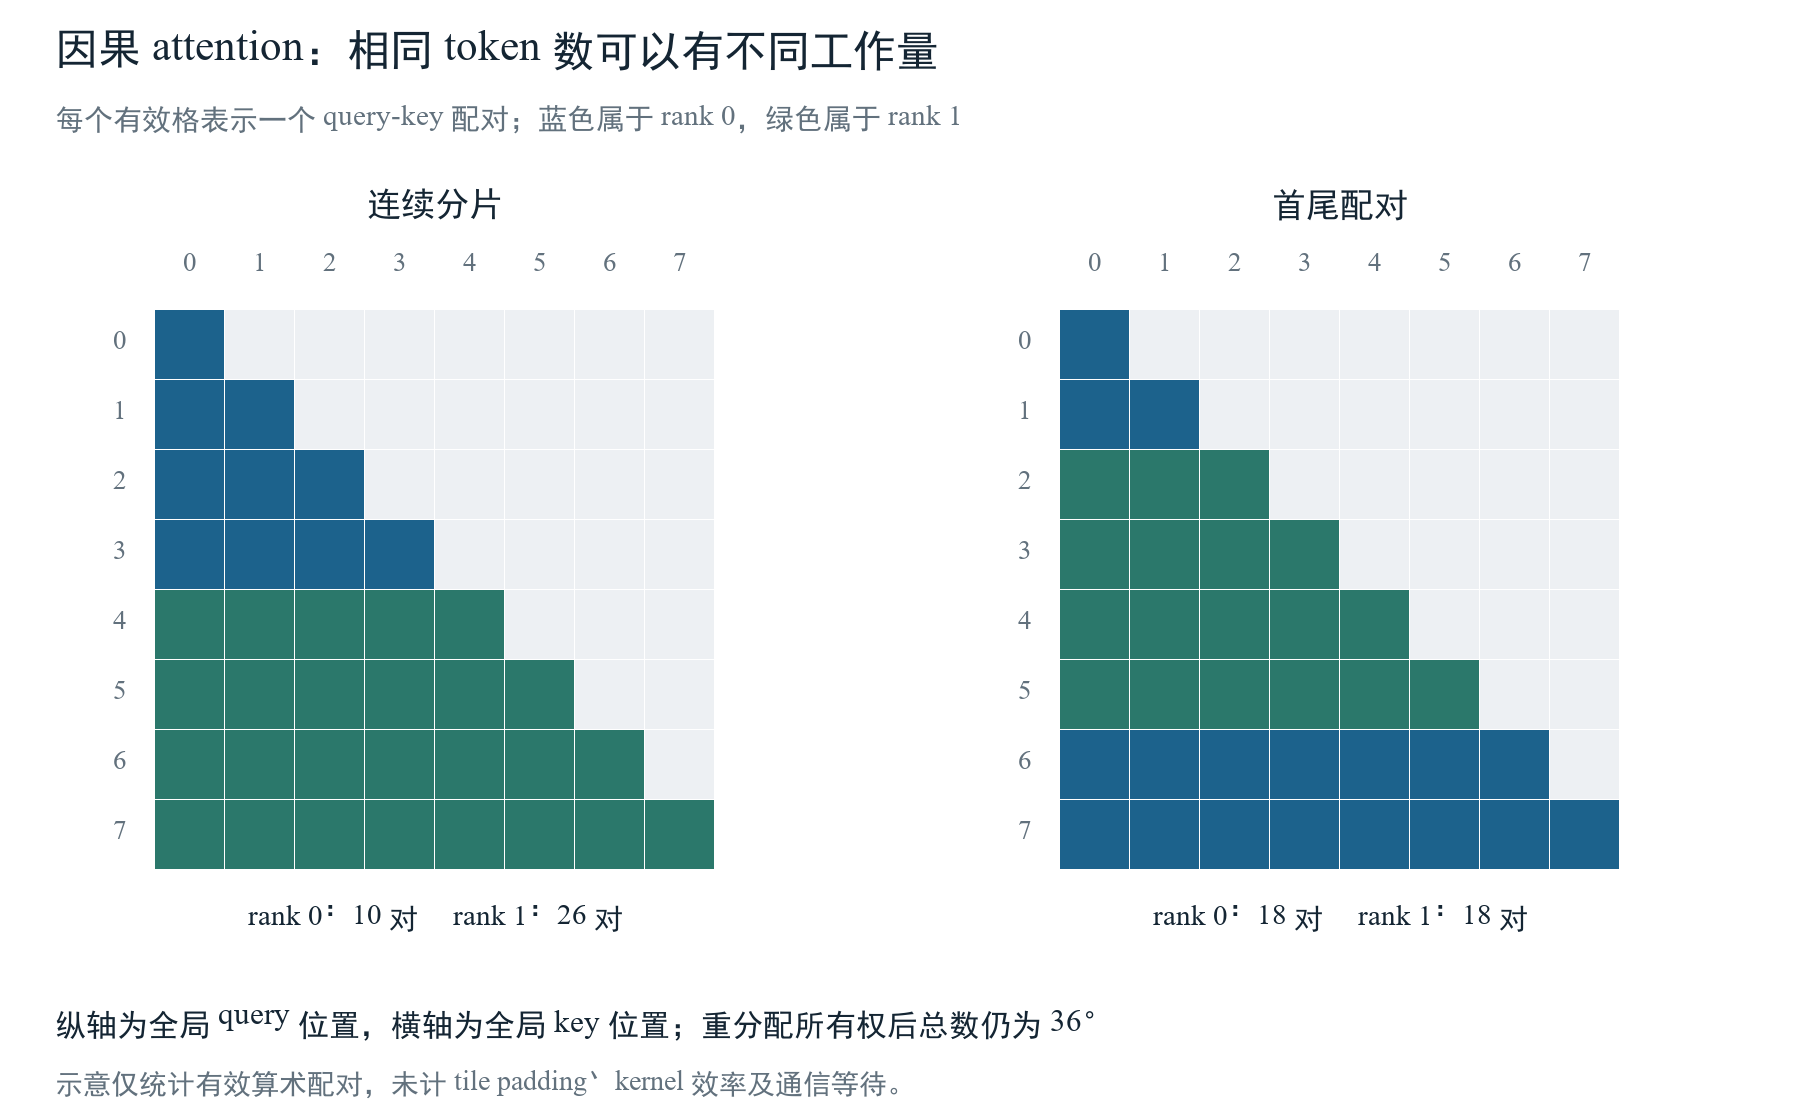 因果 attention：相同 token 数可以有不同工作量
每个有效格表示一个 query-key 配对；蓝色属于 rank 0，绿色属于 rank 1
连续分片
0 1 2 3 4 5 6 7
0
1
2
3
4
5
6
7
rank 0：10 对 rank 1：26 对
首尾配对
0 1 2 3 4 5 6 7
0
1
2
3
4
5
6
7
rank 0：18 对 rank 1：18 对
纵轴为全局 query 位置，横轴为全局 key 位置；重分配所有权后总数仍为 36。
示意仅统计有效算术配对，未计 tile padding、kernel 效率及通信等待。